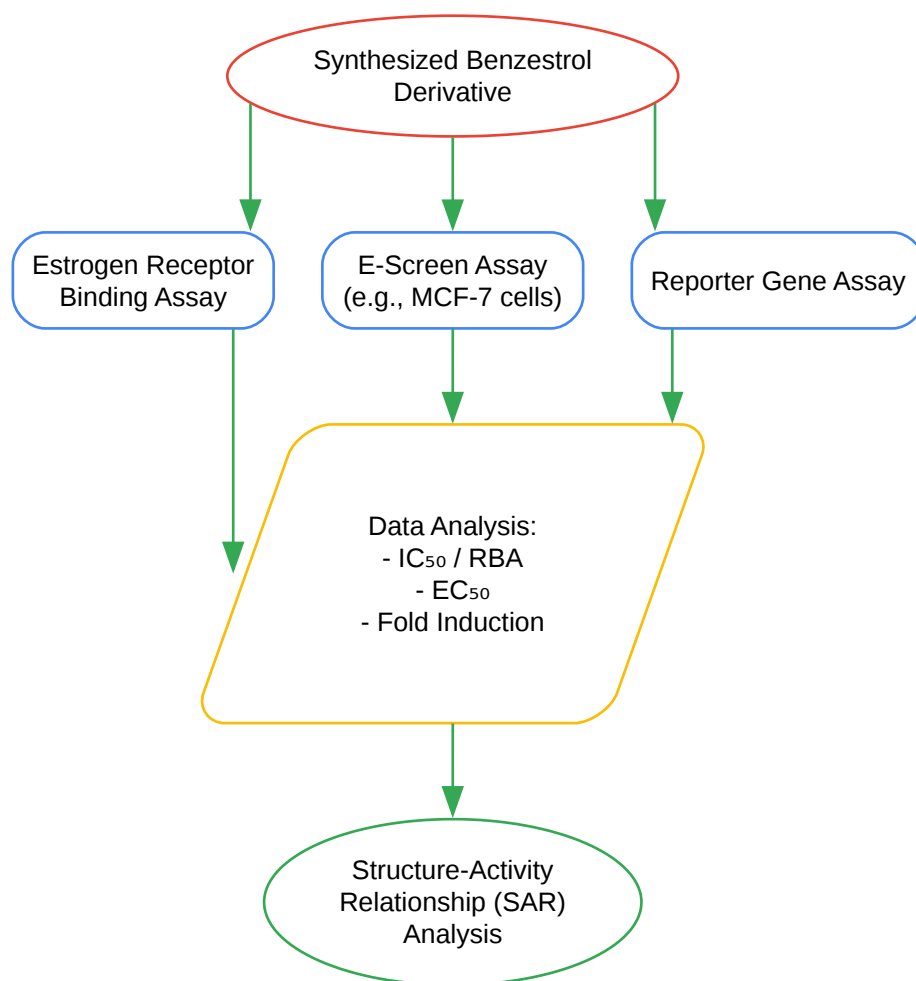 Synthesized Benzestrol
Derivative
Estrogen Receptor
Binding Assay
E-Screen Assay
(e.g., MCF-7 cells)
Reporter Gene Assay
Data Analysis:
- IC₅₀ / RBA
- EC₅₀
- Fold Induction
Structure-Activity
Relationship (SAR)
Analysis